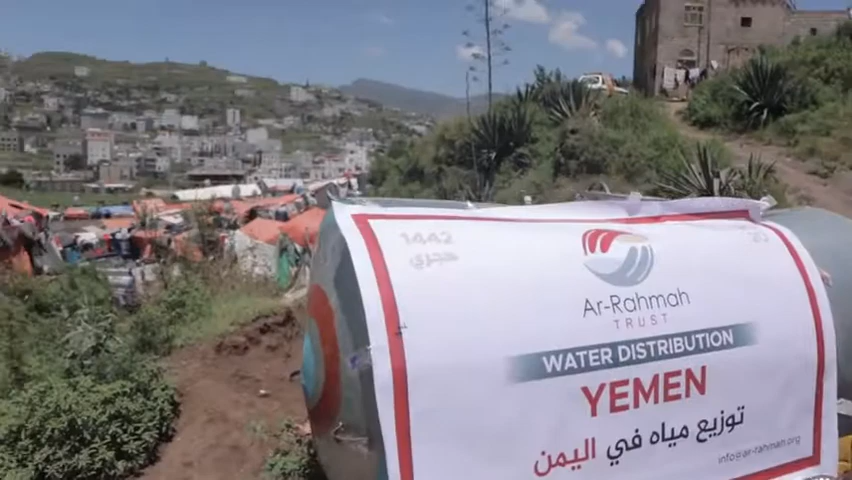 1442
هجري
Ar-Rahmah
TRUST
WATER DISTRIBUTION
YEMEN
توزيع مياه في اليمن
info@ar-rahmah.org